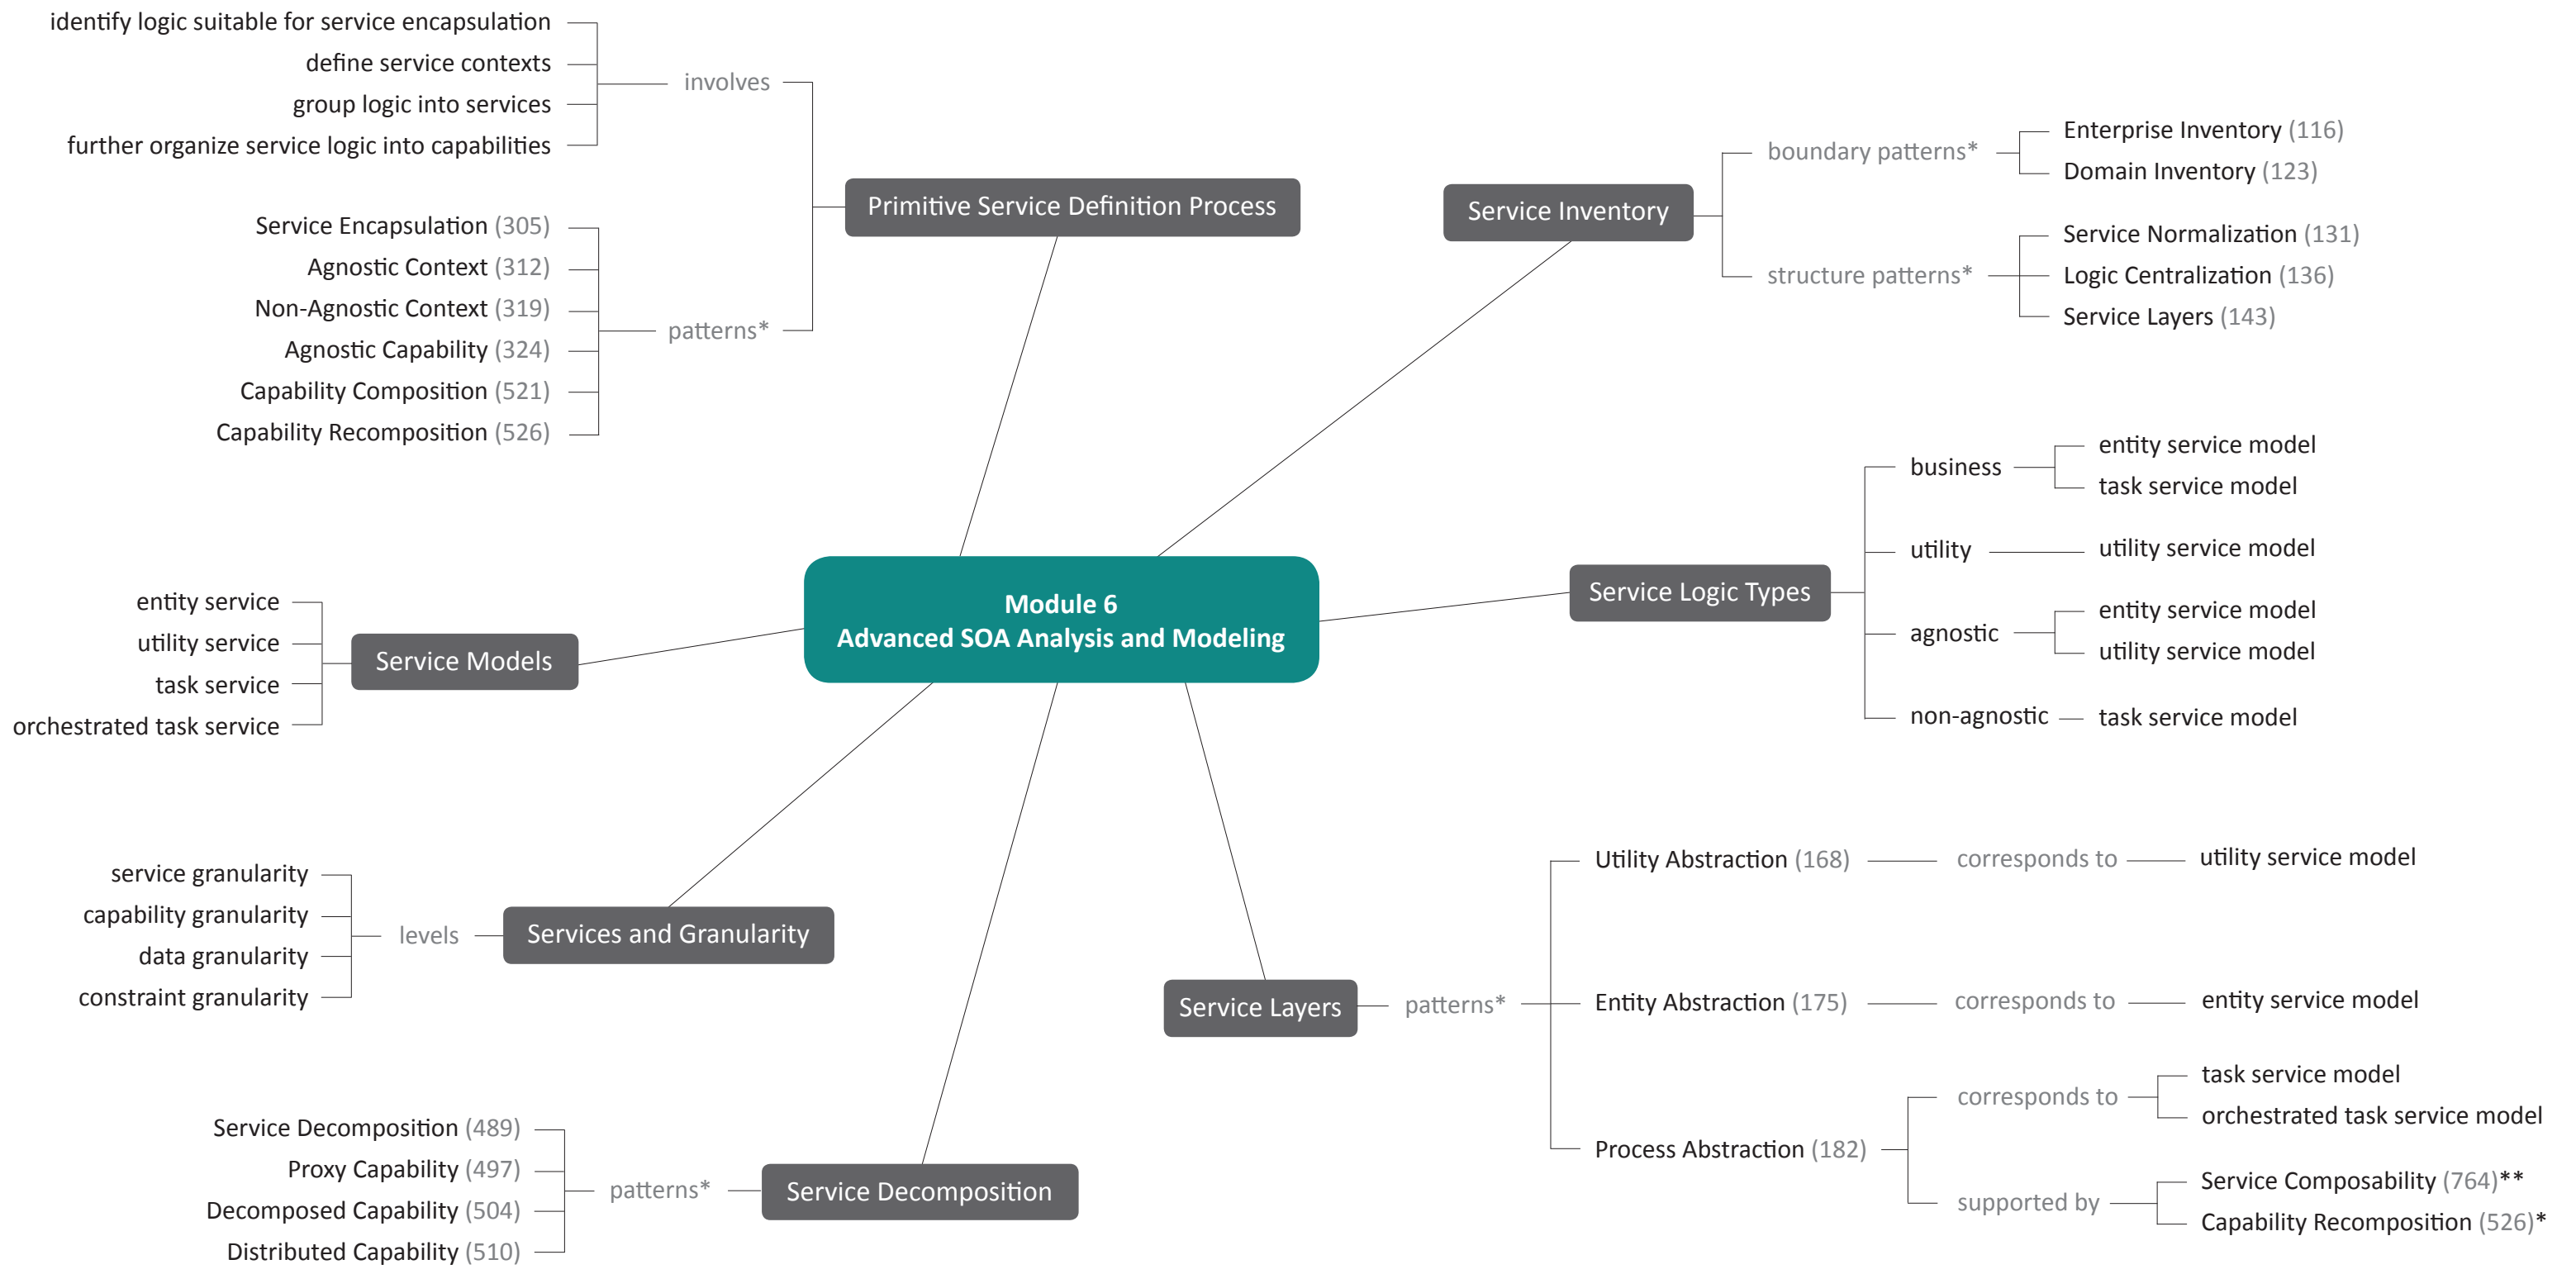 identify logic suitable for service encapsulation
define service contexts
group logic into services
further organize service logic into capabilities
involves
Service Encapsulation (305)
Agnostic Context (312)
Non-Agnostic Context (319)
Agnostic Capability (324)
Capability Composition (521)
Capability Recomposition (526)
patterns*
Primitive Service Definition Process
Service Inventory
boundary patterns*
Enterprise Inventory (116)
Domain Inventory (123)
structure patterns*
Service Normalization (131)
Logic Centralization (136)
Service Layers (143)
Module 6
Advanced SOA Analysis and Modeling
Service Logic Types
business
entity service model
task service model
utility
utility service model
agnostic
entity service model
utility service model
non-agnostic
task service model
entity service
utility service
task service
orchestrated task service
Service Models
service granularity
capability granularity
data granularity
constraint granularity
levels
Services and Granularity
Service Layers
patterns*
Utility Abstraction (168)
corresponds to
utility service model
Entity Abstraction (175)
corresponds to
entity service model
Process Abstraction (182)
corresponds to
task service model
orchestrated task service model
supported by
Service Composability (764)**
Capability Recomposition (526)*
Service Decomposition (489)
Proxy Capability (497)
Decomposed Capability (504)
Distributed Capability (510)
patterns*
Service Decomposition